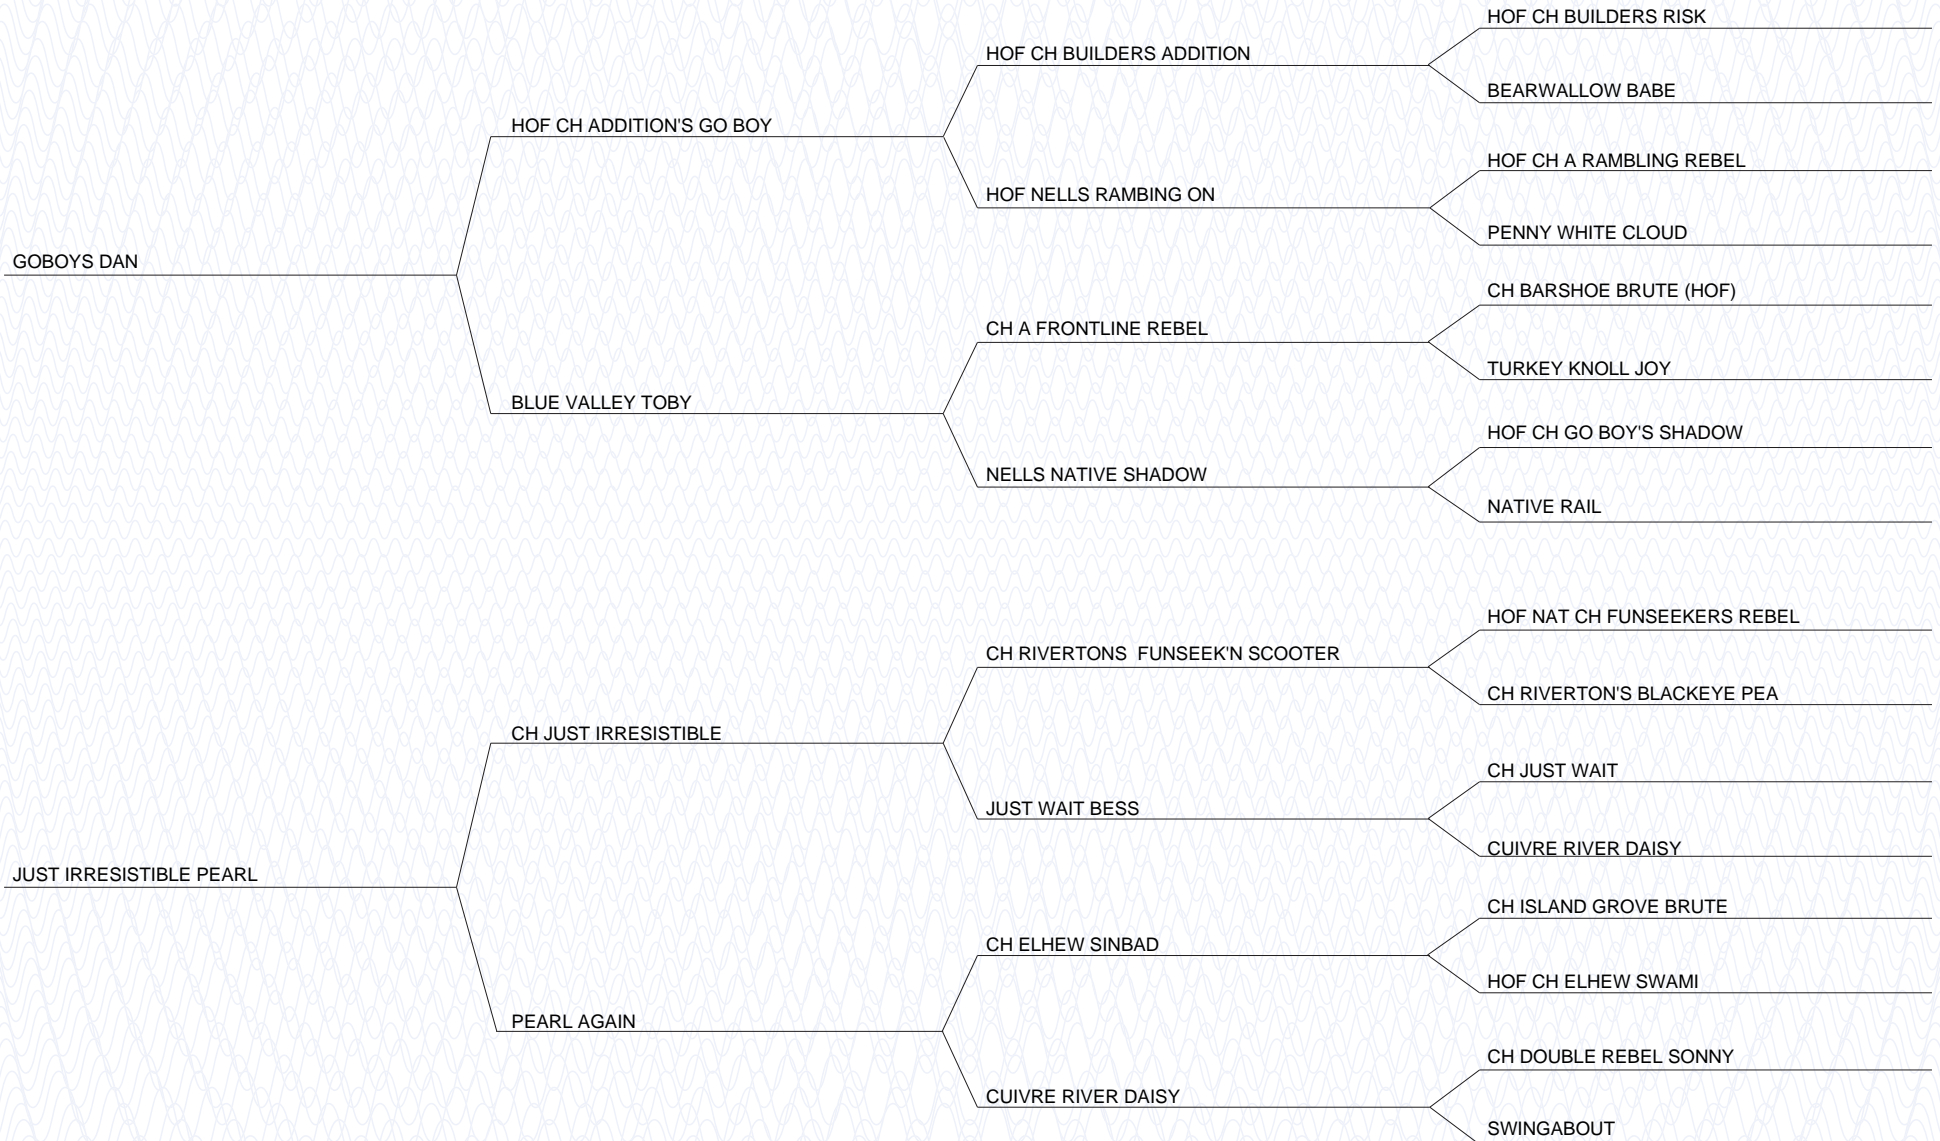 HOF CH BUILDERS RISK
HOF CH BUILDERS ADDITION
BEARWALLOW BABE
HOF CH ADDITION'S GO BOY
HOF CH A RAMBLING REBEL
HOF NELLS RAMBING ON
PENNY WHITE CLOUD
GOBOYS DAN
CH BARSHOE BRUTE (HOF)
CH A FRONTLINE REBEL
TURKEY KNOLL JOY
BLUE VALLEY TOBY
HOF CH GO BOY'S SHADOW
NELLS NATIVE SHADOW
NATIVE RAIL
HOF NAT CH FUNSEEKERS REBEL
CH RIVERTONS  FUNSEEK'N SCOOTER
CH RIVERTON'S BLACKEYE PEA
CH JUST IRRESISTIBLE
CH JUST WAIT
JUST WAIT BESS
CUIVRE RIVER DAISY
JUST IRRESISTIBLE PEARL
CH ISLAND GROVE BRUTE
CH ELHEW SINBAD
HOF CH ELHEW SWAMI
PEARL AGAIN
CH DOUBLE REBEL SONNY
CUIVRE RIVER DAISY
SWINGABOUT